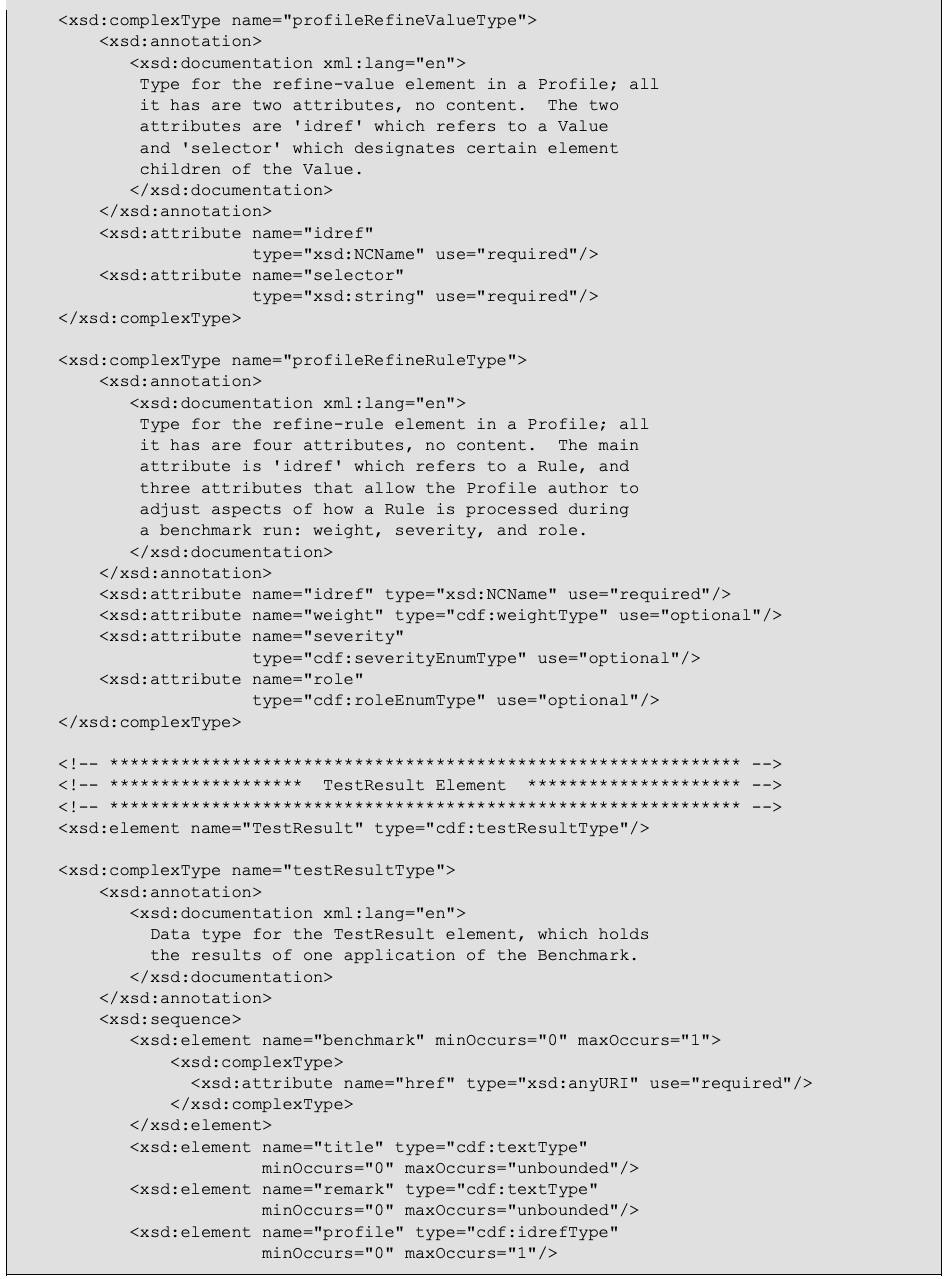 <xsd:complexType name="profileRefineValueType">
    <xsd:annotation>
       <xsd:documentation xml:lang="en">
        Type for the refine-value element in a Profile; all
        it has are two attributes, no content.  The two
        attributes are 'idref' which refers to a Value
        and 'selector' which designates certain element
        children of the Value.
       </xsd:documentation>
    </xsd:annotation>
    <xsd:attribute name="idref"
                   type="xsd:NCName" use="required"/>
    <xsd:attribute name="selector"
                   type="xsd:string" use="required"/>
</xsd:complexType>

<xsd:complexType name="profileRefineRuleType">
    <xsd:annotation>
       <xsd:documentation xml:lang="en">
        Type for the refine-rule element in a Profile; all
        it has are four attributes, no content.  The main
        attribute is 'idref' which refers to a Rule, and
        three attributes that allow the Profile author to
        adjust aspects of how a Rule is processed during
        a benchmark run: weight, severity, and role.
       </xsd:documentation>
    </xsd:annotation>
    <xsd:attribute name="idref" type="xsd:NCName" use="required"/>
    <xsd:attribute name="weight" type="cdf:weightType" use="optional"/>
    <xsd:attribute name="severity"
                   type="cdf:severityEnumType" use="optional"/>
    <xsd:attribute name="role"
                   type="cdf:roleEnumType" use="optional"/>
</xsd:complexType>

<!-- ************************************************************** -->
<!-- *******************  TestResult Element  ********************* -->
<!-- ************************************************************** -->
<xsd:element name="TestResult" type="cdf:testResultType"/>

<xsd:complexType name="testResultType">
    <xsd:annotation>
       <xsd:documentation xml:lang="en">
         Data type for the TestResult element, which holds
         the results of one application of the Benchmark.
       </xsd:documentation>
    </xsd:annotation>
    <xsd:sequence>
       <xsd:element name="benchmark" minOccurs="0" maxOccurs="1">
           <xsd:complexType>
             <xsd:attribute name="href" type="xsd:anyURI" use="required"/>
           </xsd:complexType>
       </xsd:element>
       <xsd:element name="title" type="cdf:textType"
                    minOccurs="0" maxOccurs="unbounded"/>
       <xsd:element name="remark" type="cdf:textType"
                    minOccurs="0" maxOccurs="unbounded"/>
       <xsd:element name="profile" type="cdf:idrefType"
                    minOccurs="0" maxOccurs="1"/>